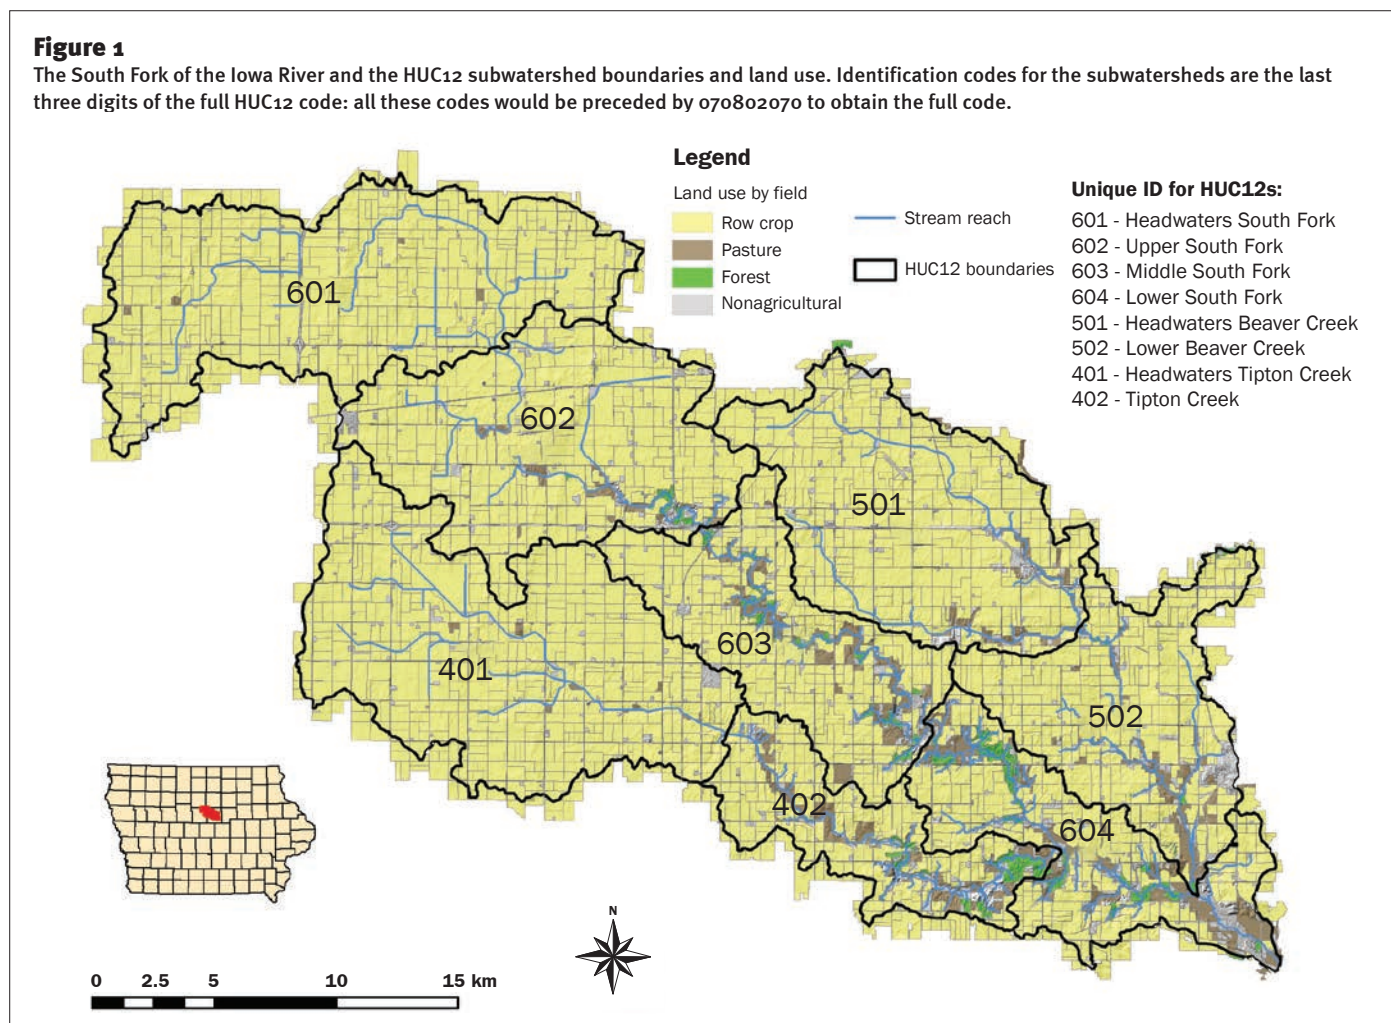 Figure 1
The South Fork of the Iowa River and the HUC12 subwatershed boundaries and land use. Identification codes for the subwatersheds are the last
three digits of the full HUC12 code: all these codes would be preceded by 070802070 to obtain the full code.
Legend
Land use by field
Row crop
Pasture
Forest
Nonagricultural
Stream reach
HUC12 boundaries
Unique ID for HUC12s:
601 - Headwaters South Fork
602 - Upper South Fork
603 - Middle South Fork
604 - Lower South Fork
501 - Headwaters Beaver Creek
502 - Lower Beaver Creek
401 - Headwaters Tipton Creek
402 - Tipton Creek
601
602
501
603
401
502
402
604
N
0 2.5 5 10 15 km